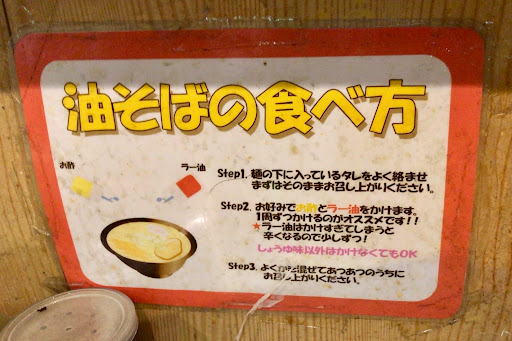 油そばの食べ方
お酢
ラー油
Step1. 麺の下に入っているタレをよく絡ませ
まずはそのままお召し上がりください。
Step2. お好みでお酢とラー油をかけます。
1周ずつかけるのがオススメです!!
★ラー油はかけすぎてしまうと
辛くなるので少しずつ!
しょうゆ味以外はかけなくてもOK
Step3. よくかき混ぜてあつあつのうちに
お召し上がりください。